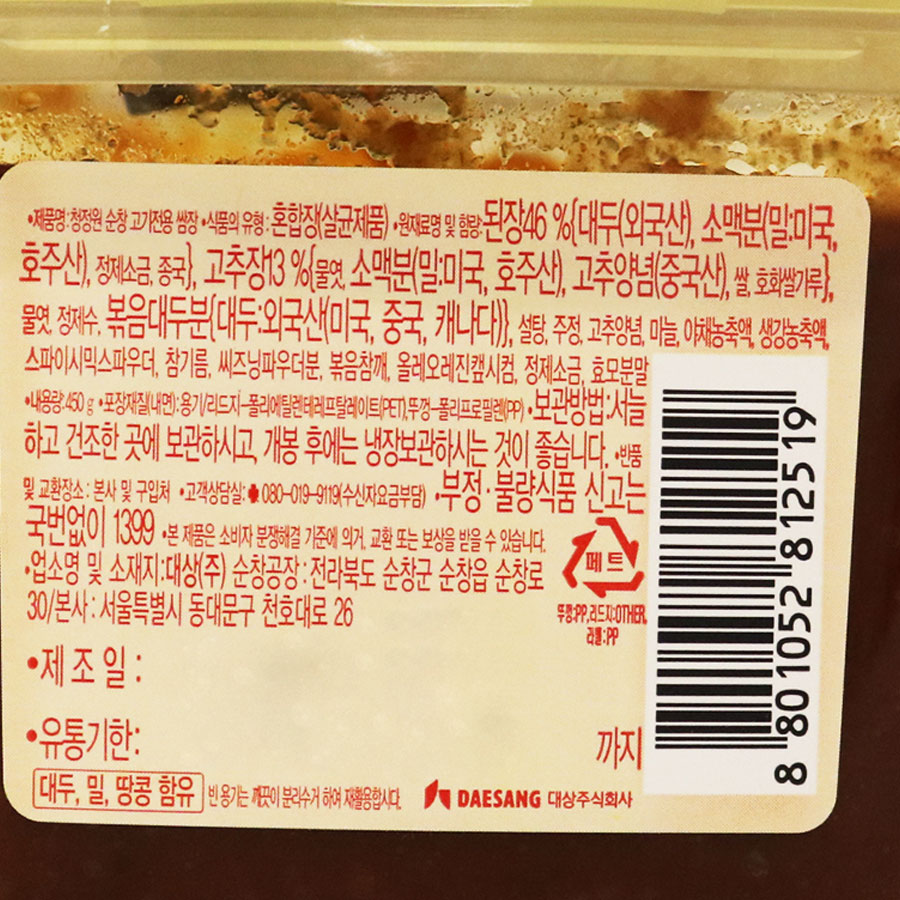 •제품명:청정원 순창 고기전용 쌈장 •식품의 유형:혼합장(살균제품) •원재료명 및 함량:된장46 %{대두(외국산), 소맥분(밀:미국,
호주산), 정제소금, 종국}, 고추장13 %{물엿, 소맥분(밀:미국, 호주산), 고추양념(중국산), 쌀, 호화쌀가루},
물엿, 정제수, 볶음대두분{대두:외국산(미국, 중국, 캐나다)}, 설탕, 주정, 고추양념, 마늘, 야채농축액, 생강농축액,
스파이시믹스파우더, 참기름, 씨즈닝파우더분, 볶음참깨, 올레오레진캪시컴, 정제소금, 효모분말
•내용량:450 g •포장재질(내면):용기/리드지-폴리에틸렌테레프탈레이트(PET),뚜껑-폴리프로필렌(PP) •보관방법:서늘
하고 건조한 곳에 보관하시고, 개봉 후에는 냉장보관하시는 것이 좋습니다. •반품
및 교환장소: 본사 및 구입처 •고객상담실: 080-019-9119(수신자요금부담) •부정·불량식품 신고는
국번없이 1399 •본 제품은 소비자 분쟁해결 기준에 의거, 교환 또는 보상을 받을 수 있습니다.
•업소명 및 소재지:대상(주) 순창공장:전라북도 순창군 순창읍 순창로
30/본사:서울특별시 동대문구 천호대로 26
페트
뚜껑:PP,리드지:OTHER,
라벨:PP
•제 조 일 :
•유통기한: 까지
대두, 밀, 땅콩 함유 빈 용기는 깨끗이 분리수거 하여 재활용합시다. DAESANG 대상주식회사
8 801052 812519